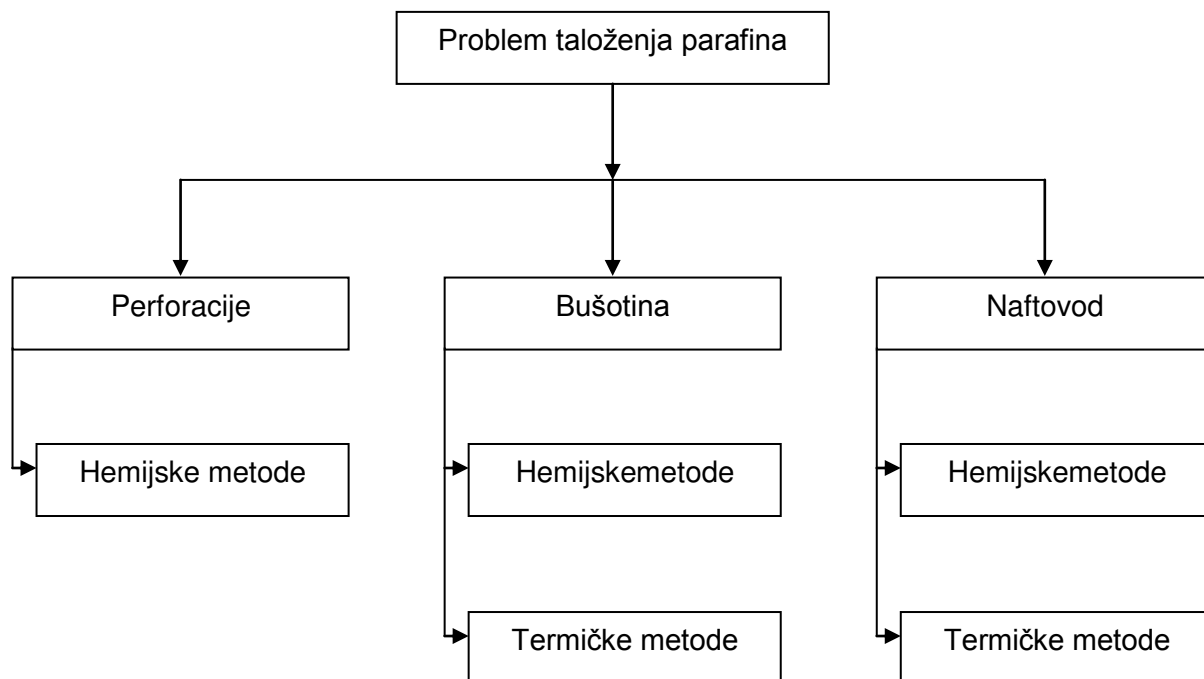 Problem taloženja parafina
Perforacije
Bušotina
Naftovod
Hemijske metode
Hemijskemetode
Hemijskemetode
Termičke metode
Termičke metode